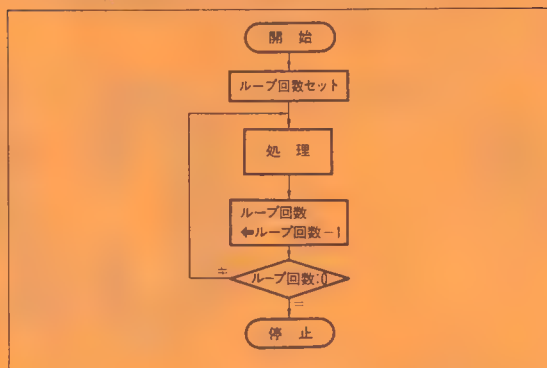 開始
ループ回数セット
処理
ループ回数
←ループ回数－1
≠
ループ回数:0
=
停止